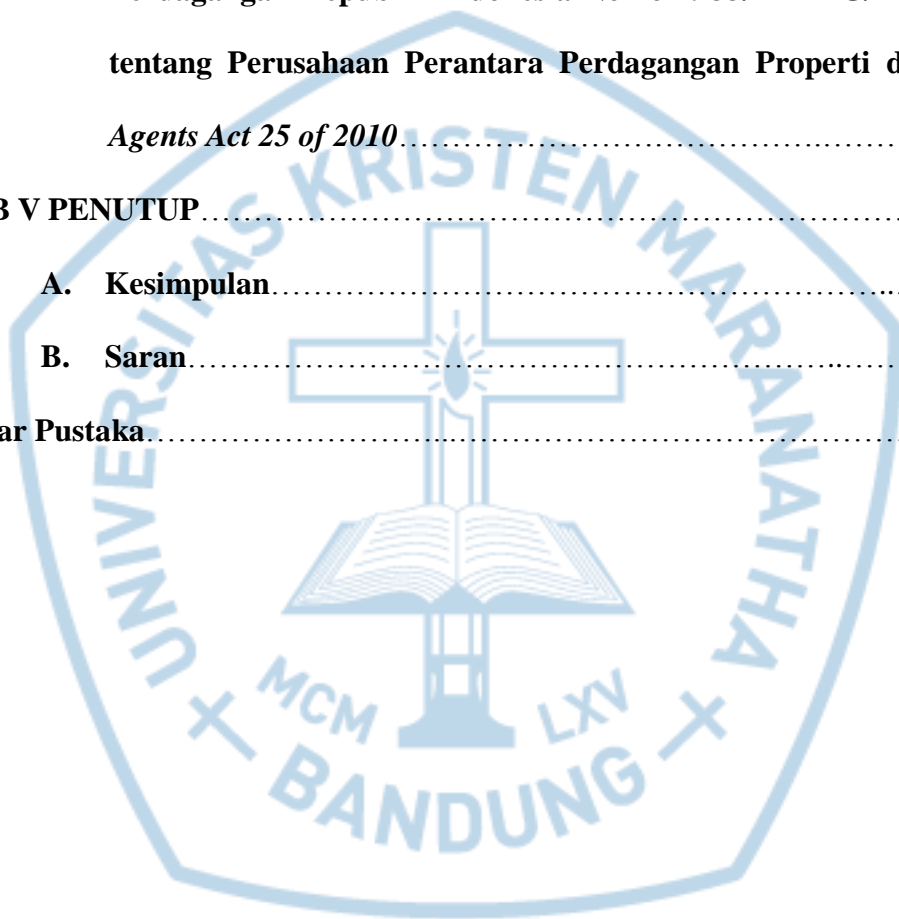 tentang Perusahaan Perantara Perdagangan Properti
Agents Act 25 of 2010……………………………………………
V PENUTUP……………………………………………………………
A. Kesimpulan……………………………………………………
B. Saran……………………………………………………………
Pustaka……………………………………………………………
UNIVERSITAS KRISTEN MARANATHA
MCM LXV
BANDUNG